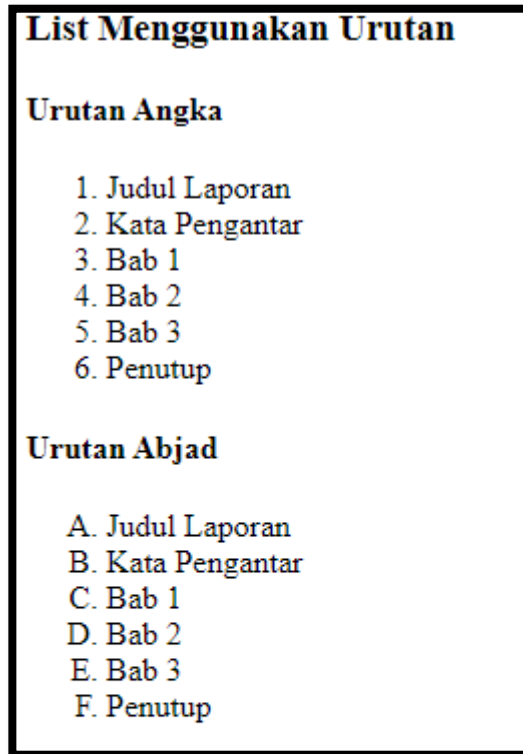 List Menggunakan Urutan
Urutan Angka
1. Judul Laporan
2. Kata Pengantar
3. Bab 1
4. Bab 2
5. Bab 3
6. Penutup
Urutan Abjad
A. Judul Laporan
B. Kata Pengantar
C. Bab 1
D. Bab 2
E. Bab 3
F. Penutup